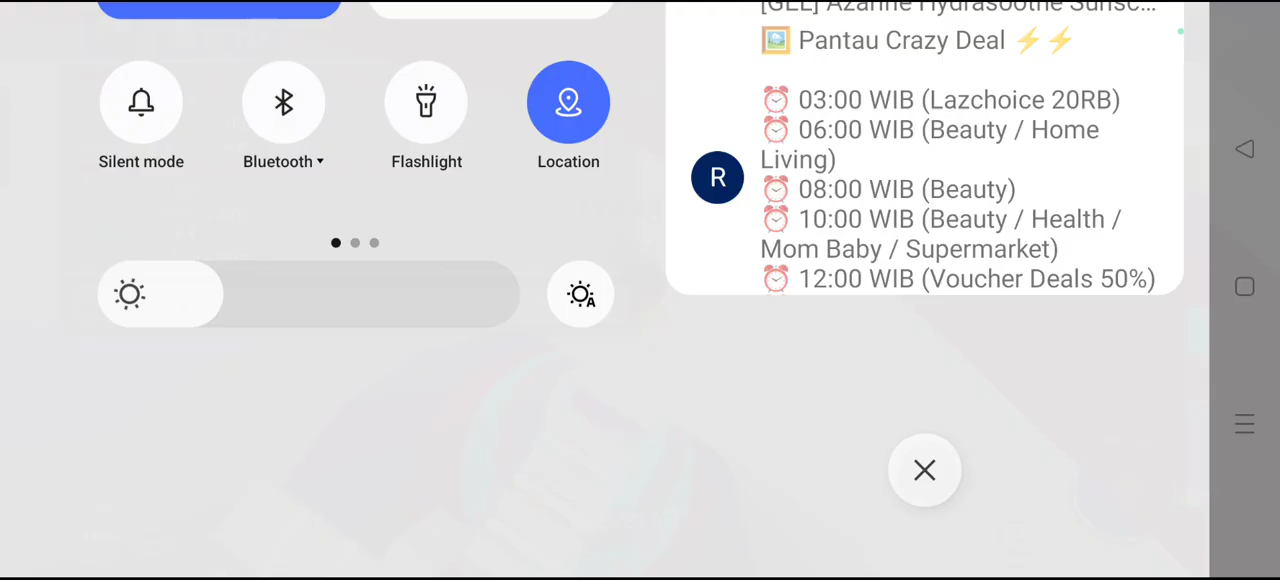 Silent mode
Bluetooth
Flashlight
Location
A
[GEL] Azarine Hydrasoothe Sunsc...
🖼️ Pantau Crazy Deal ⚡⚡
⏰ 03:00 WIB (Lazchoice 20RB)
⏰ 06:00 WIB (Beauty / Home
Living)
⏰ 08:00 WIB (Beauty)
⏰ 10:00 WIB (Beauty / Health /
Mom Baby / Supermarket)
⏰ 12:00 WIB (Voucher Deals 50%)
R